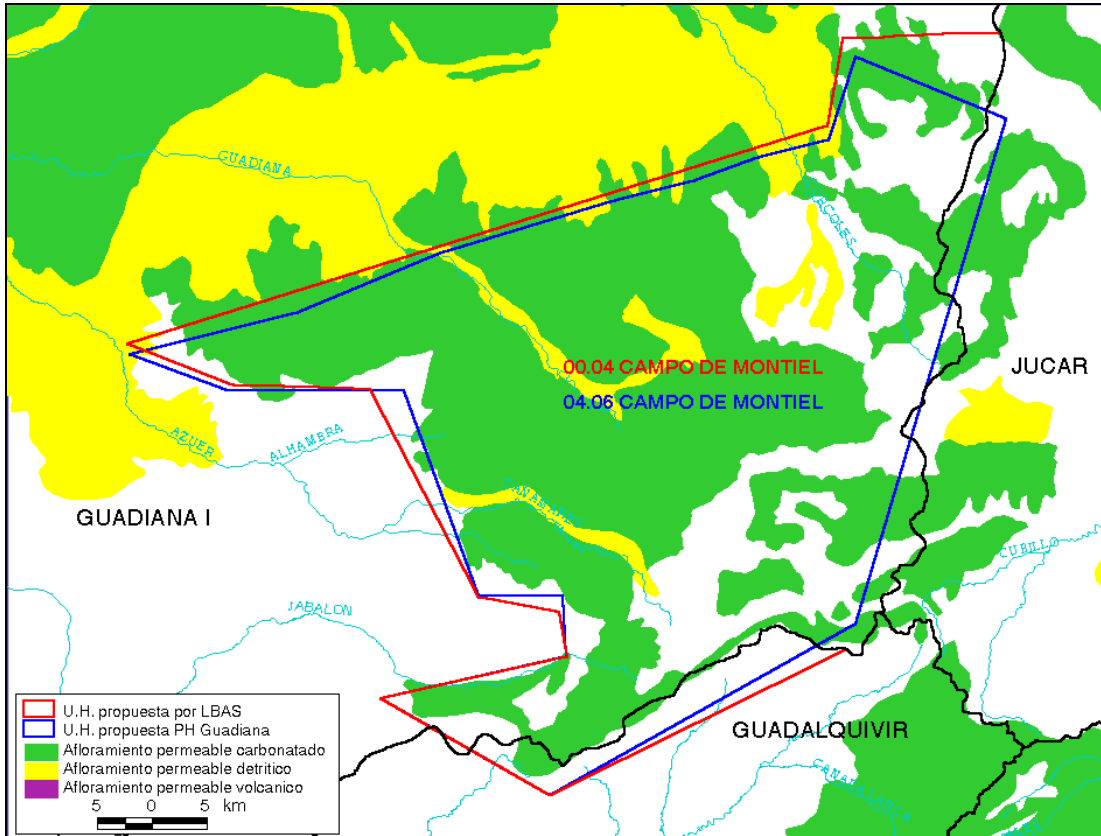 GUADIANA
00.04 CAMPO DE MONTIEL
04.06 CAMPO DE MONTIEL
JUCAR
AZUER
ALHAMBRA
GUADIANA I
CUBILLO
JABALON
GUADALQUIVIR
U.H. propuesta por LBAS
U.H. propuesta PH Guadiana
Afloramiento permeable carbonatado
Afloramiento permeable detritico
Afloramiento permeable volcanico
5 0 5 km